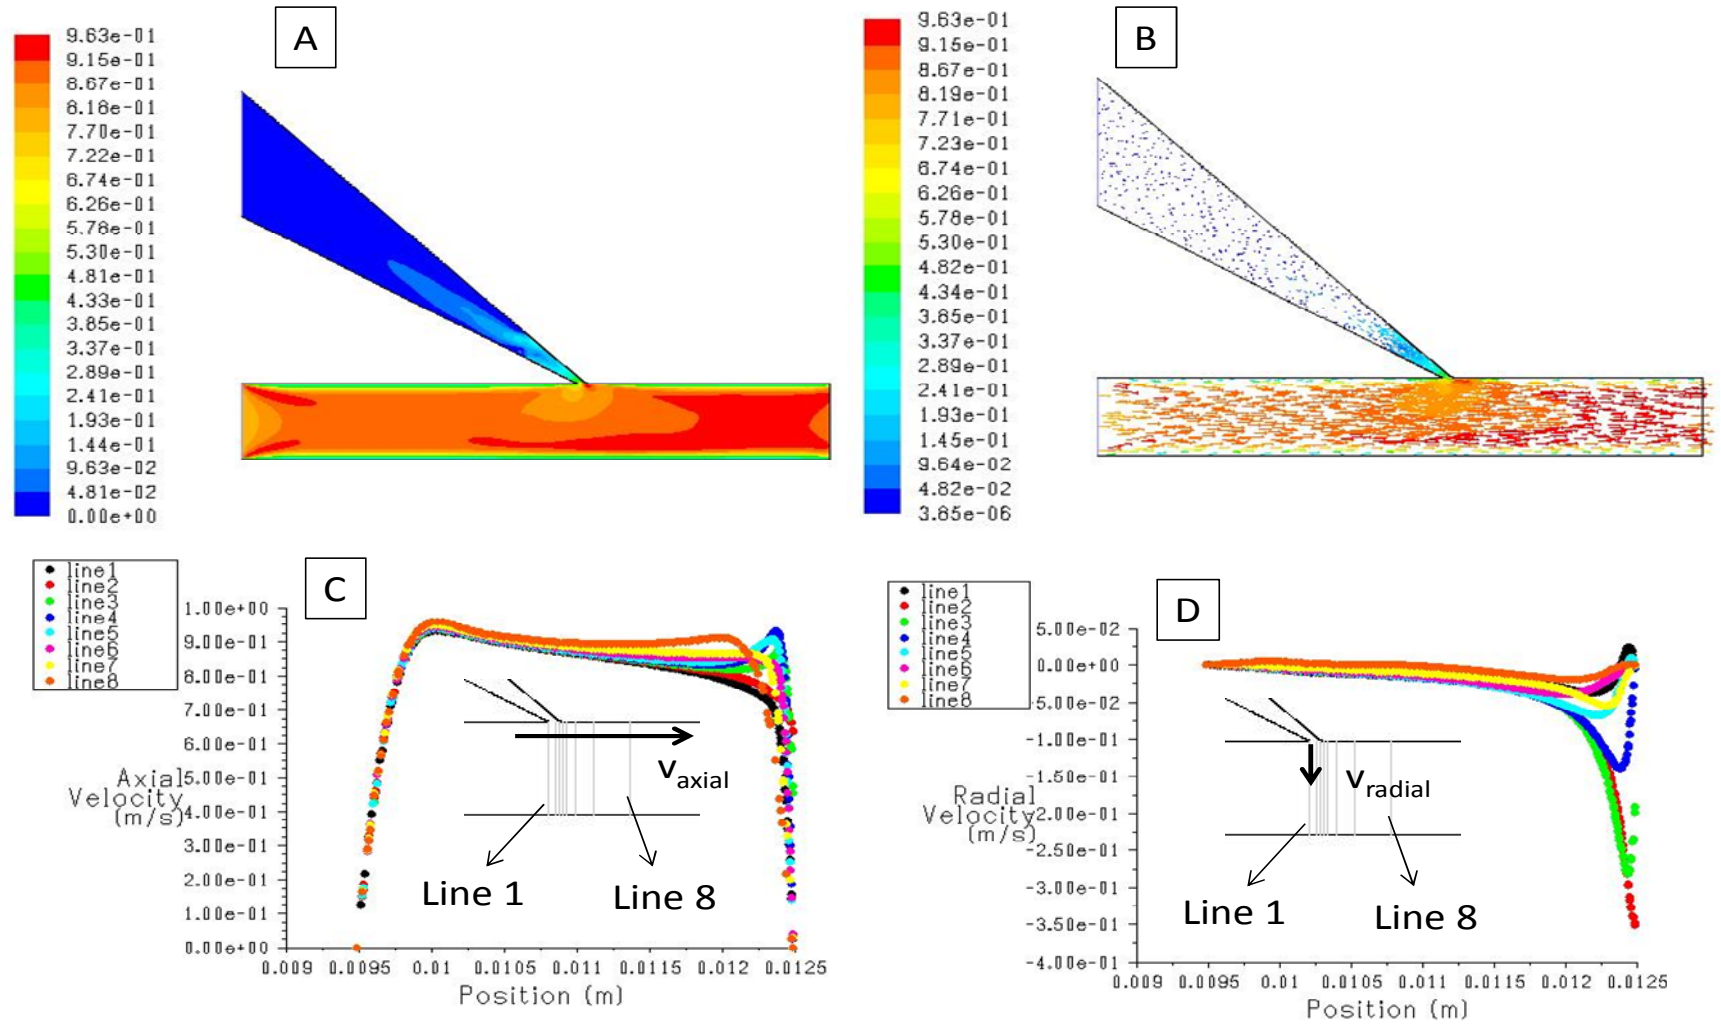 A
9.63e-01
9.15e-01
8.67e-01
8.18e-01
7.70e-01
7.22e-01
6.74e-01
6.26e-01
5.78e-01
5.30e-01
4.81e-01
4.33e-01
3.85e-01
3.37e-01
2.89e-01
2.41e-01
1.93e-01
1.44e-01
9.63e-02
4.81e-02
0.00e+00
B
9.63e-01
9.15e-01
8.67e-01
8.19e-01
7.71e-01
7.23e-01
6.74e-01
6.26e-01
5.78e-01
5.30e-01
4.82e-01
4.34e-01
3.85e-01
3.37e-01
2.89e-01
2.41e-01
1.93e-01
1.45e-01
9.64e-02
4.82e-02
3.65e-06
C
line1
line2
line3
line4
line5
line6
line7
line8
1.00e+00
9.00e-01
8.00e-01
7.00e-01
6.00e-01
5.00e-01
4.00e-01
3.00e-01
2.00e-01
1.00e-01
0.00e+00
Axial
Velocity
(m/s)
Vaxial
Line 1
Line 8
0.009 0.0095 0.01 0.0105 0.011 0.0115 0.012 0.0125
Position (m)
D
line1
line2
line3
line4
line5
line6
line7
line8
5.00e-02
0.00e+00
-5.00e-02
-1.00e-01
-1.50e-01
-2.00e-01
-2.50e-01
-3.00e-01
-3.50e-01
-4.00e-01
Radial
Velocity
(m/s)
Vradial
Line 1
Line 8
0.009 0.0095 0.01 0.0105 0.011 0.0115 0.012 0.0125
Position (m)